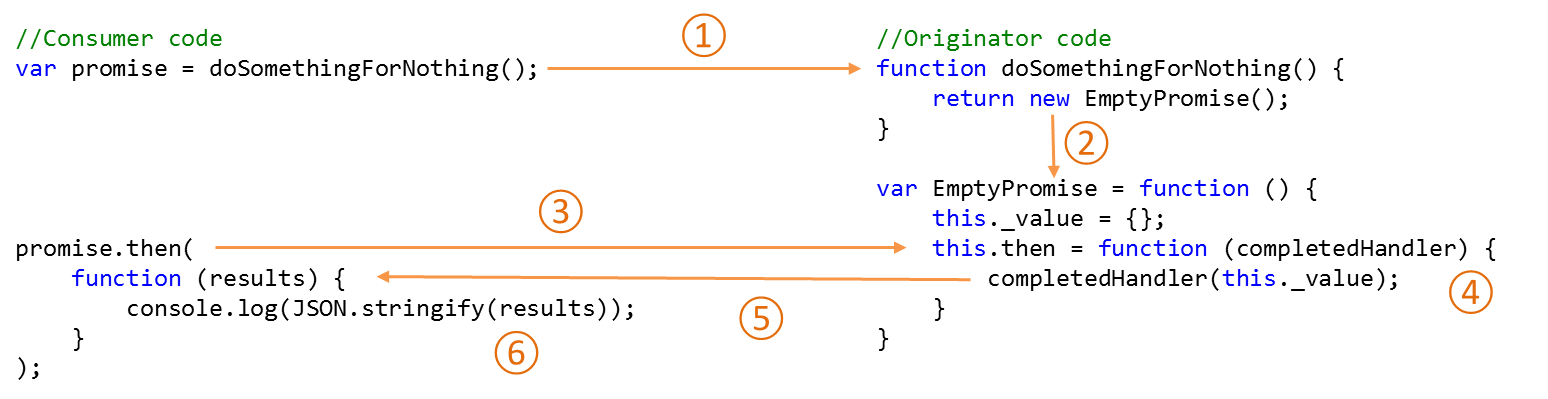 //Consumer code
var promise = doSomethingForNothing();
①
//Originator code
function doSomethingForNothing() {
    return new EmptyPromise();
}
②
var EmptyPromise = function () {
    this._value = {};
    this.then = function (completedHandler) {
        completedHandler(this._value);
    }
}
③
promise.then(
    function (results) {
        console.log(JSON.stringify(results));
    }
);
④
⑤
⑥